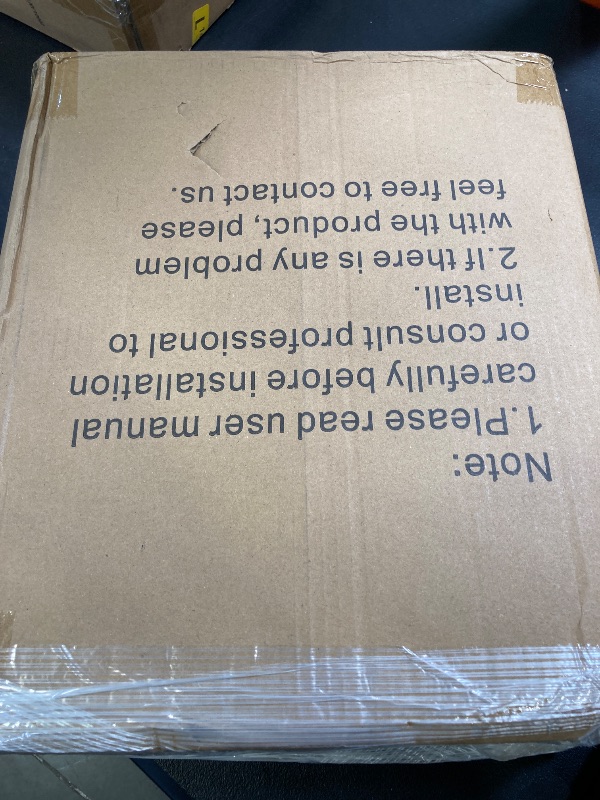 Note:
1.Please read user manual
carefully before installation
or consult professional to
install.
2.If there is any problem
with the product, please
feel free to contact us.